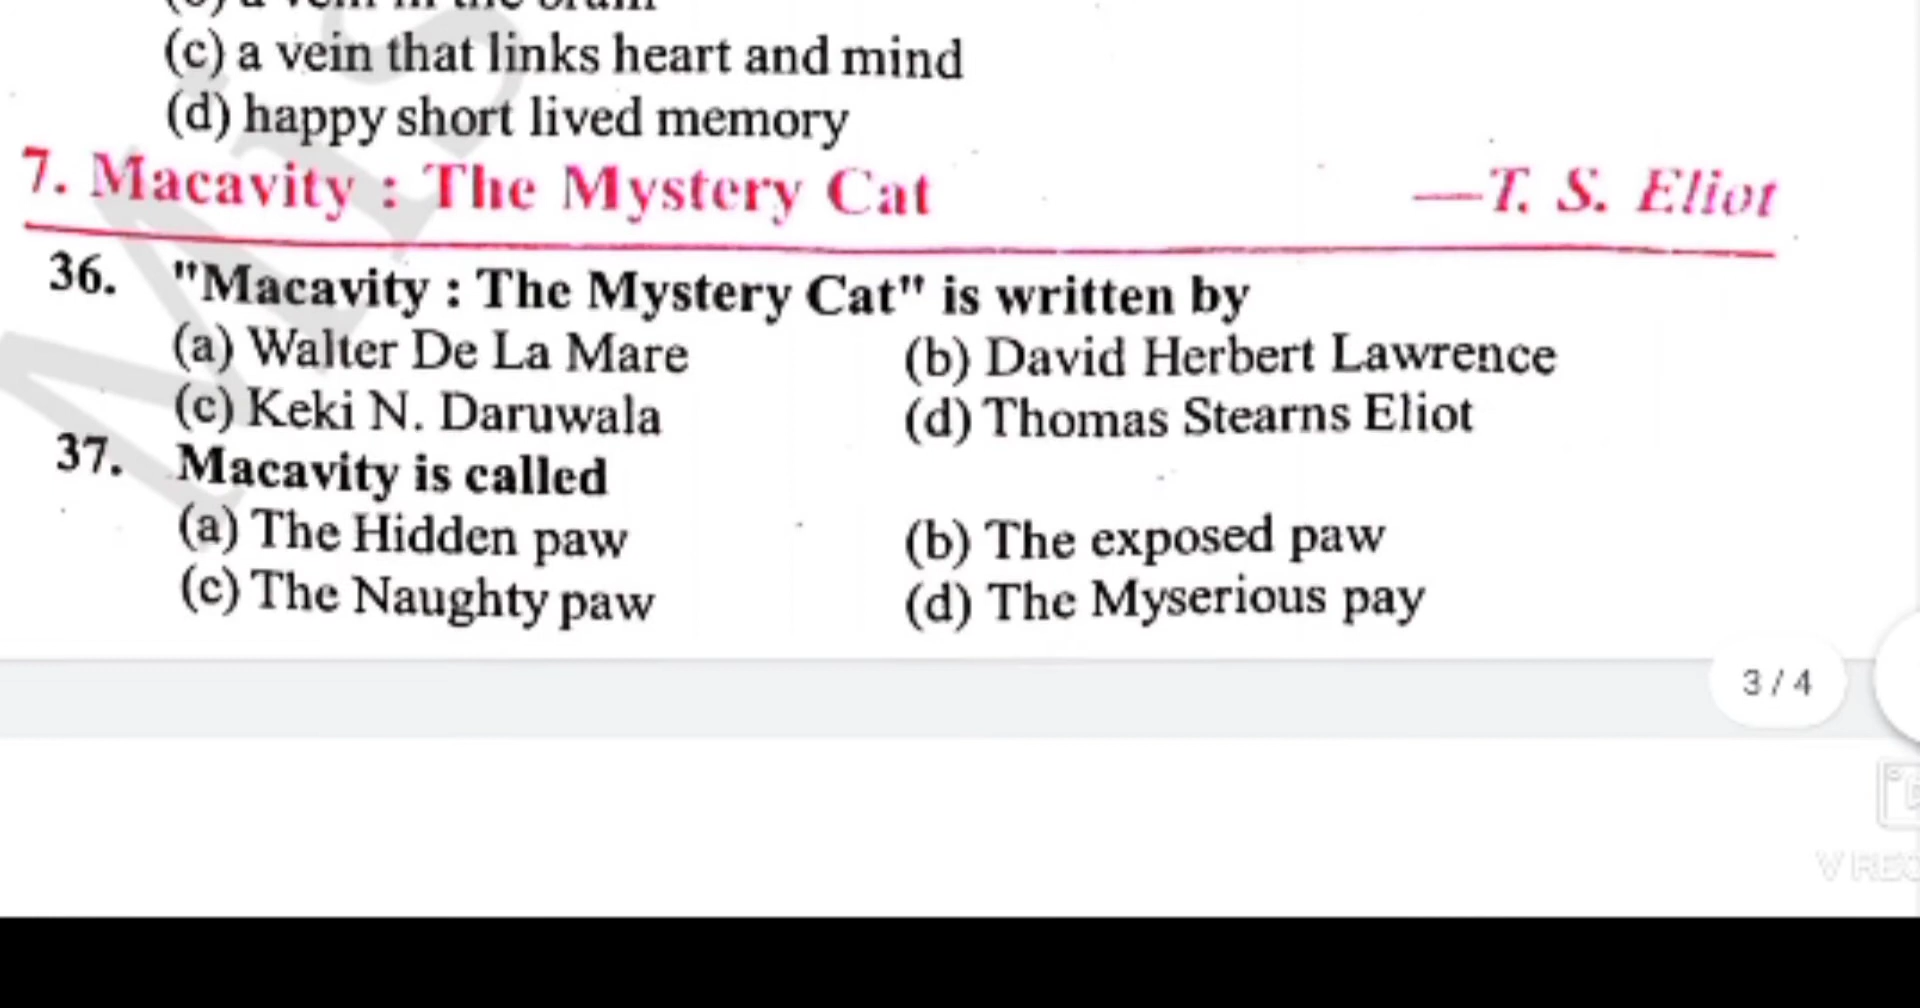 (c) a vein that links heart and mind
(d) happy short lived memory
7. Macavity : The Mystery Cat —T. S. Eliot
36. "Macavity : The Mystery Cat" is written by
(a) Walter De La Mare (b) David Herbert Lawrence
(c) Keki N. Daruwala (d) Thomas Stearns Eliot
37. Macavity is called
(a) The Hidden paw (b) The exposed paw
(c) The Naughty paw (d) The Myserious pay
3 / 4